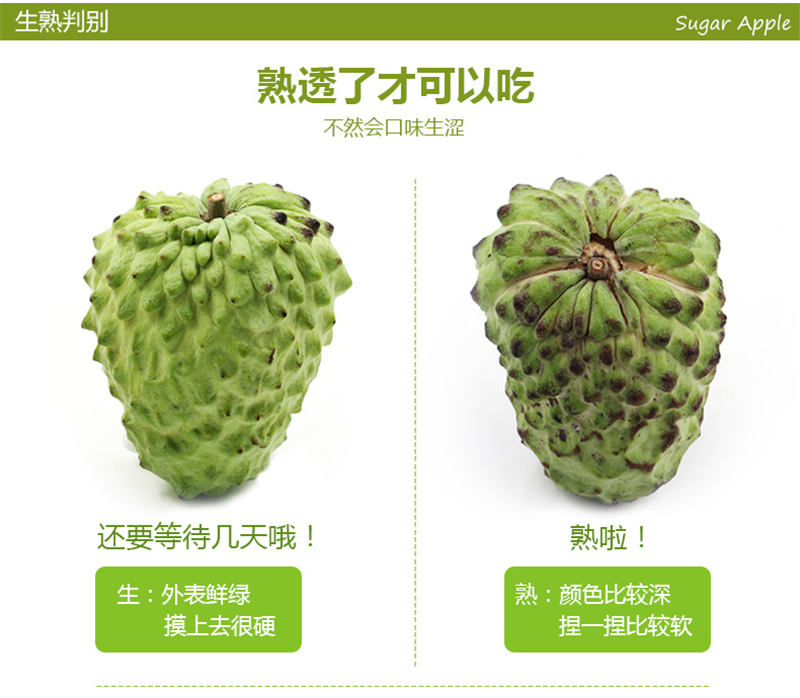 生熟判别
Sugar Apple
熟透了才可以吃
不然会口味生涩
还要等待几天哦！
熟啦！
生：外表鲜绿
摸上去很硬
熟：颜色比较深
捏一捏比较软